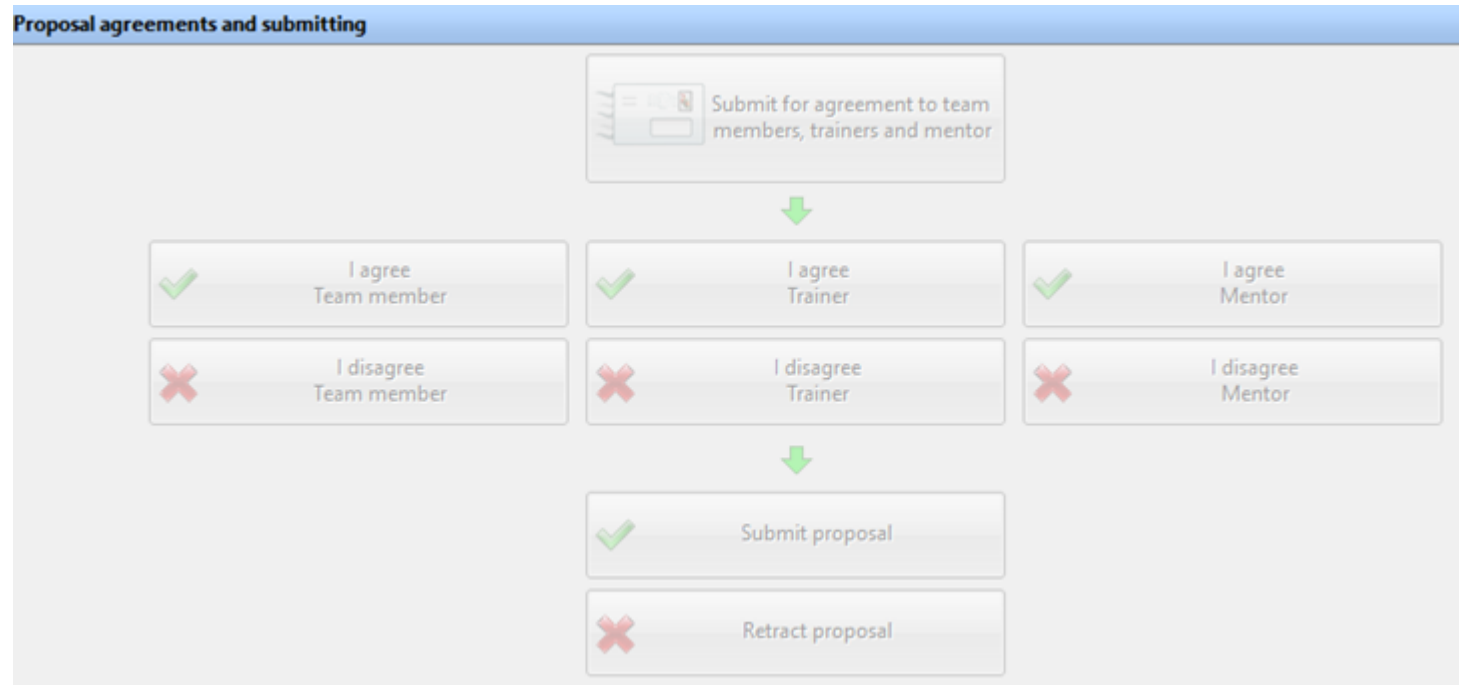 Proposal agreements and submitting
Submit for agreement to team
members, trainers and mentor
I agree
Team member
I agree
Trainer
I agree
Mentor
I disagree
Team member
I disagree
Trainer
I disagree
Mentor
Submit proposal
Retract proposal